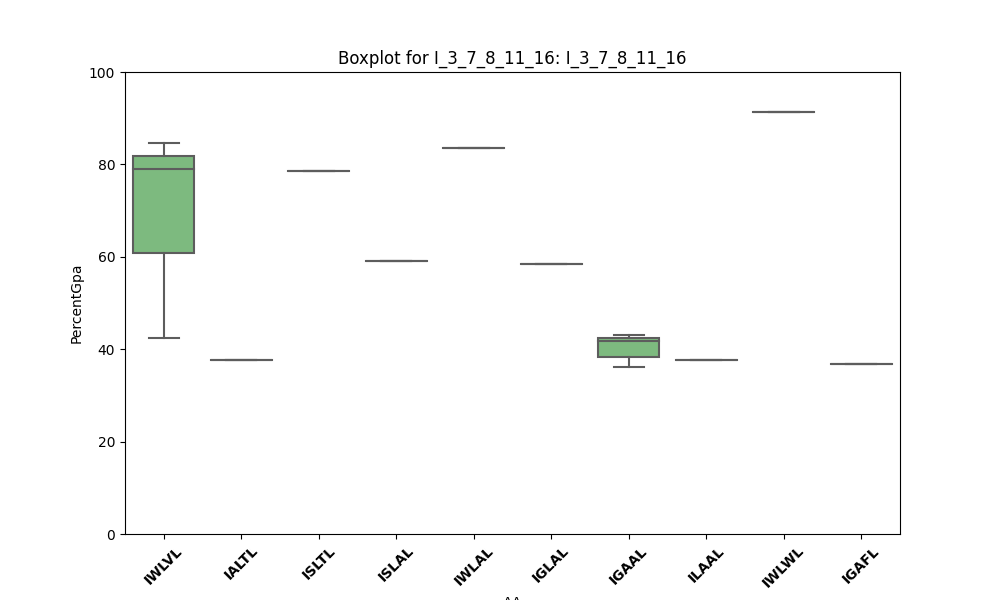 Boxplot for I_3_7_8_11_16: I_3_7_8_11_16
100
80
60
40
20
0
PercentGpa
IWLVL
IALTL
ISLTL
ISLAL
IWLAL
IGLAL
IGAAL
ILAAL
IWLWL
IGAFL